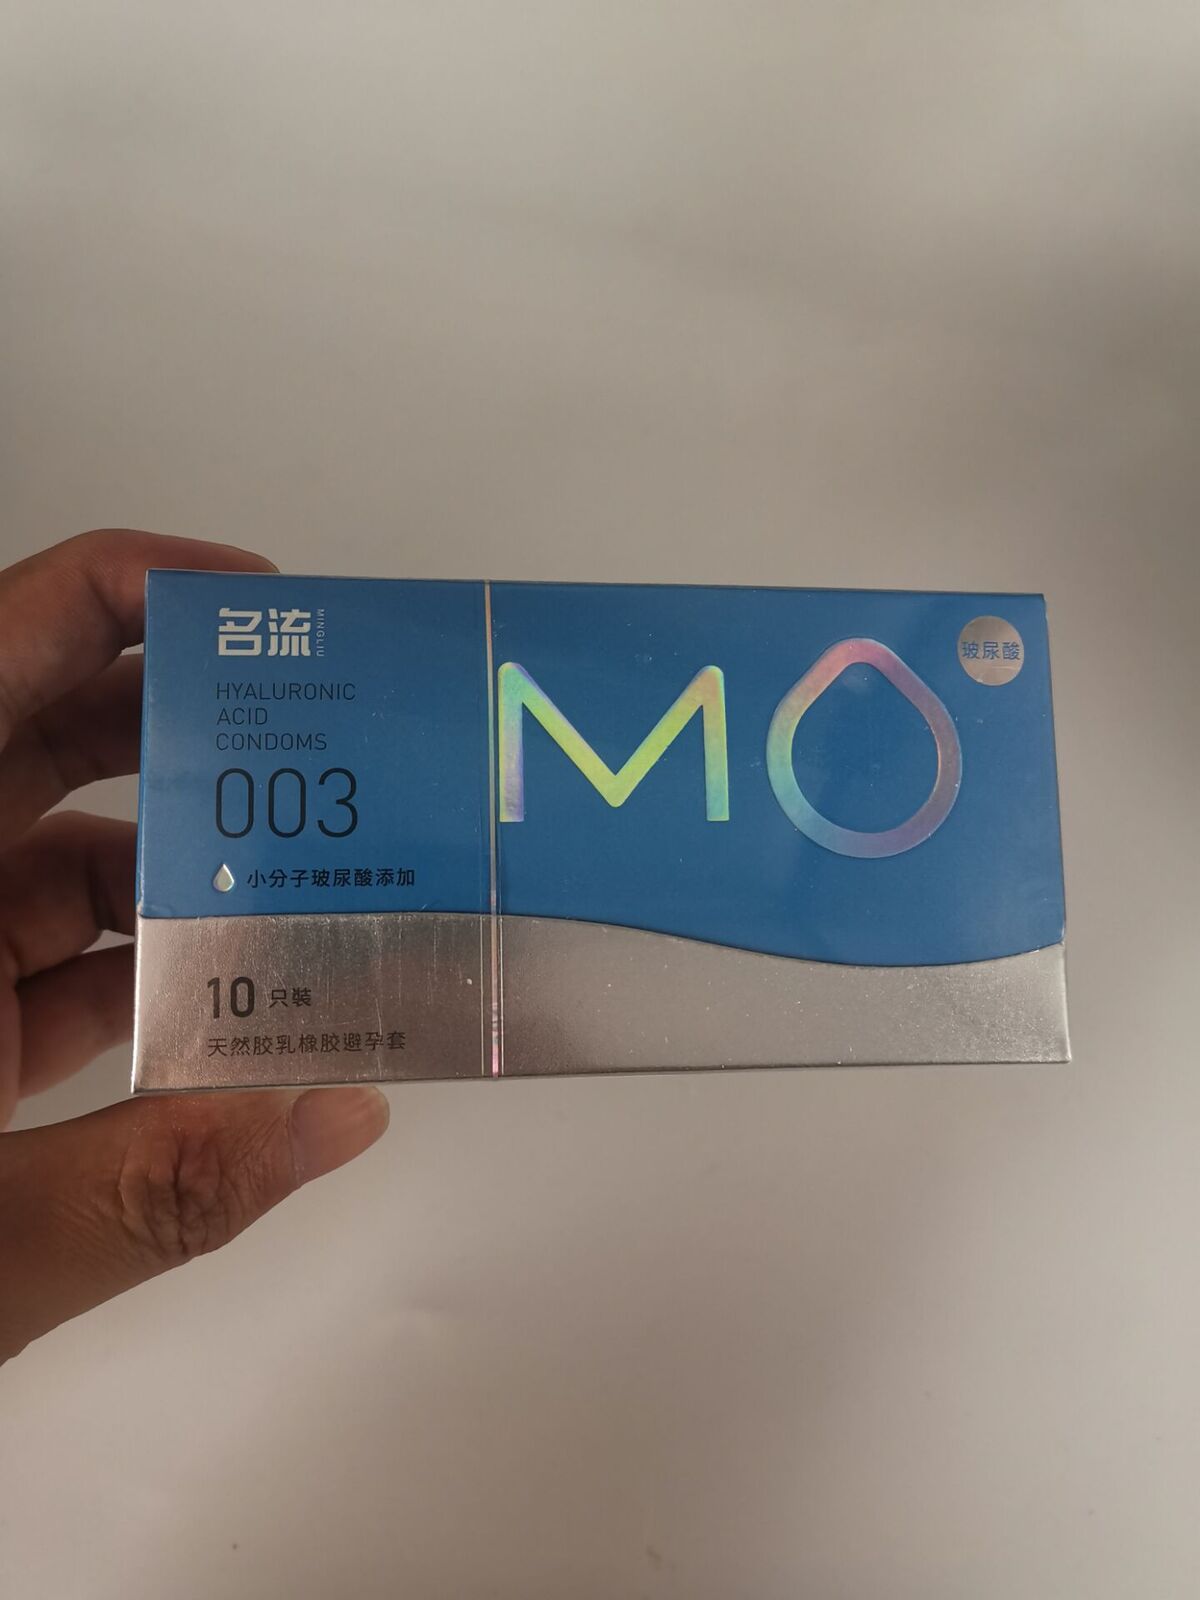 名流
MINGLIU
HYALURONIC
ACID
CONDOMS
003
小分子玻尿酸添加
10 只裝
天然胶乳橡胶避孕套
MO
玻尿酸